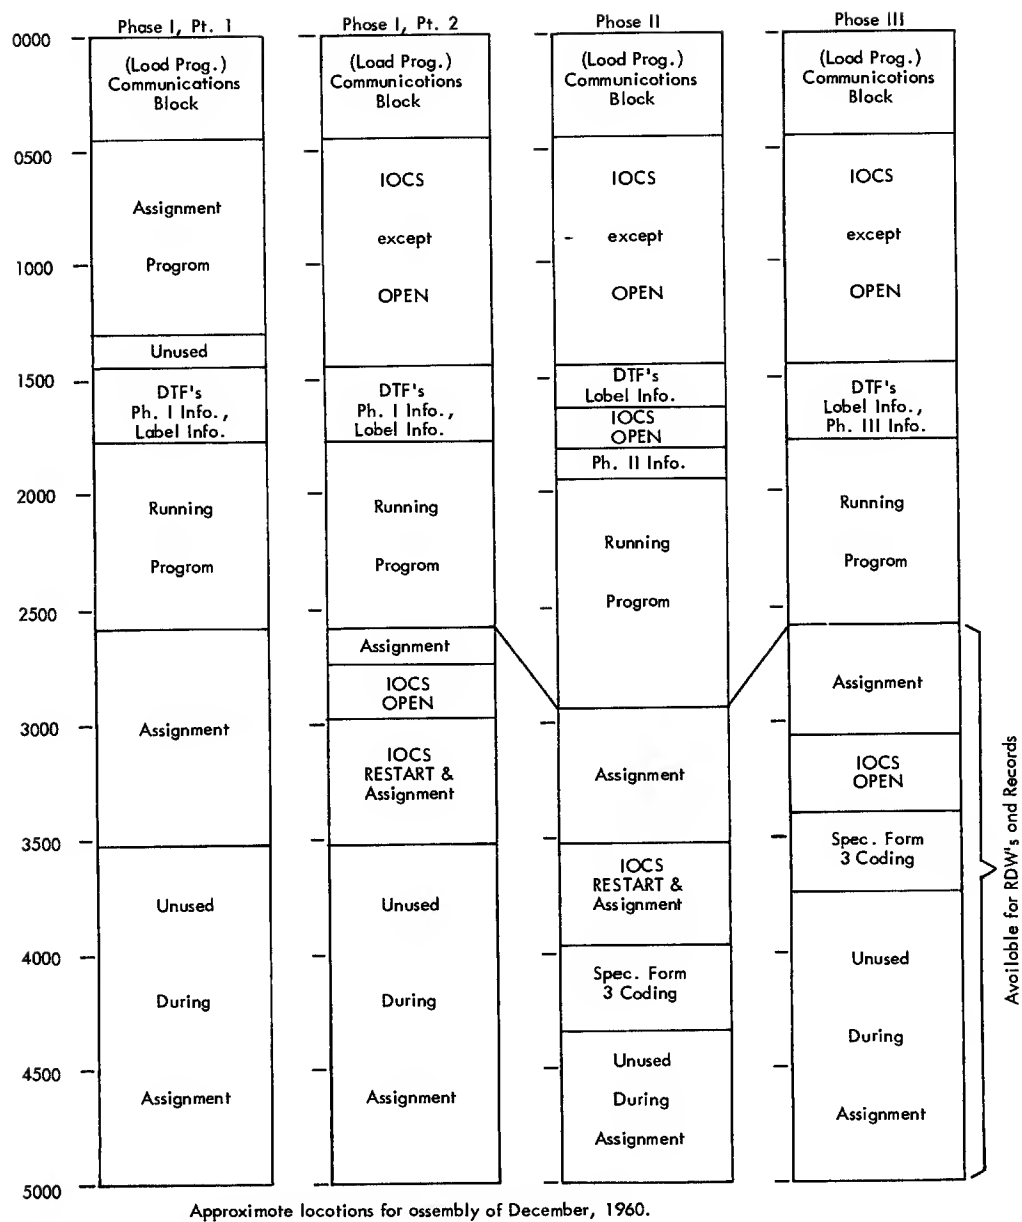 Phase I, Pt. 1
Phase I, Pt. 2
Phase II
Phase III
0000
0500
1000
1500
2000
2500
3000
3500
4000
4500
5000
(Load Prog.)
Communications
Block
Assignment
Program
Unused
DTF's
Ph. I Info.,
Label Info.
Running
Program
Assignment
Unused
During
Assignment
(Load Prog.)
Communications
Block
IOCS
except
OPEN
DTF's
Ph. I Info.,
Label Info.
Running
Program
Assignment
IOCS
OPEN
IOCS
RESTART &
Assignment
Unused
During
Assignment
(Load Prog.)
Communications
Block
IOCS
except
OPEN
DTF's
Label Info.
IOCS
OPEN
Ph. II Info.
Running
Program
Assignment
IOCS
RESTART &
Assignment
Spec. Form
3 Coding
Unused
During
Assignment
(Load Prog.)
Communications
Block
IOCS
except
OPEN
DTF's
Label Info.,
Ph. III Info.
Running
Program
Assignment
IOCS
OPEN
Spec. Form
3 Coding
Unused
During
Assignment
Available for RDW's and Records
Approximate locations for assembly of December, 1960.